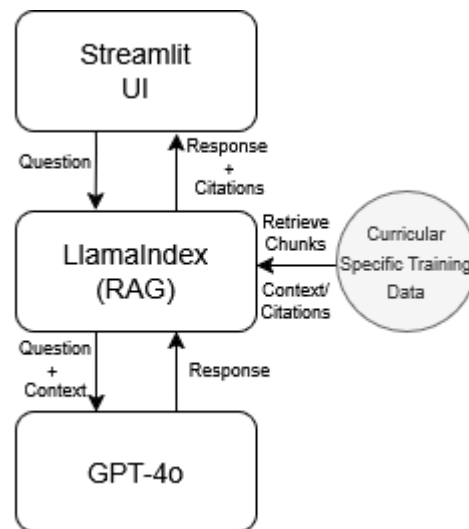 Streamlit
UI
Question
Response
+
Citations
LlamaIndex
(RAG)
Retrieve
Chunks
Context/
Citations
Curricular
Specific Training
Data
Question
+
Context
Response
GPT-4o